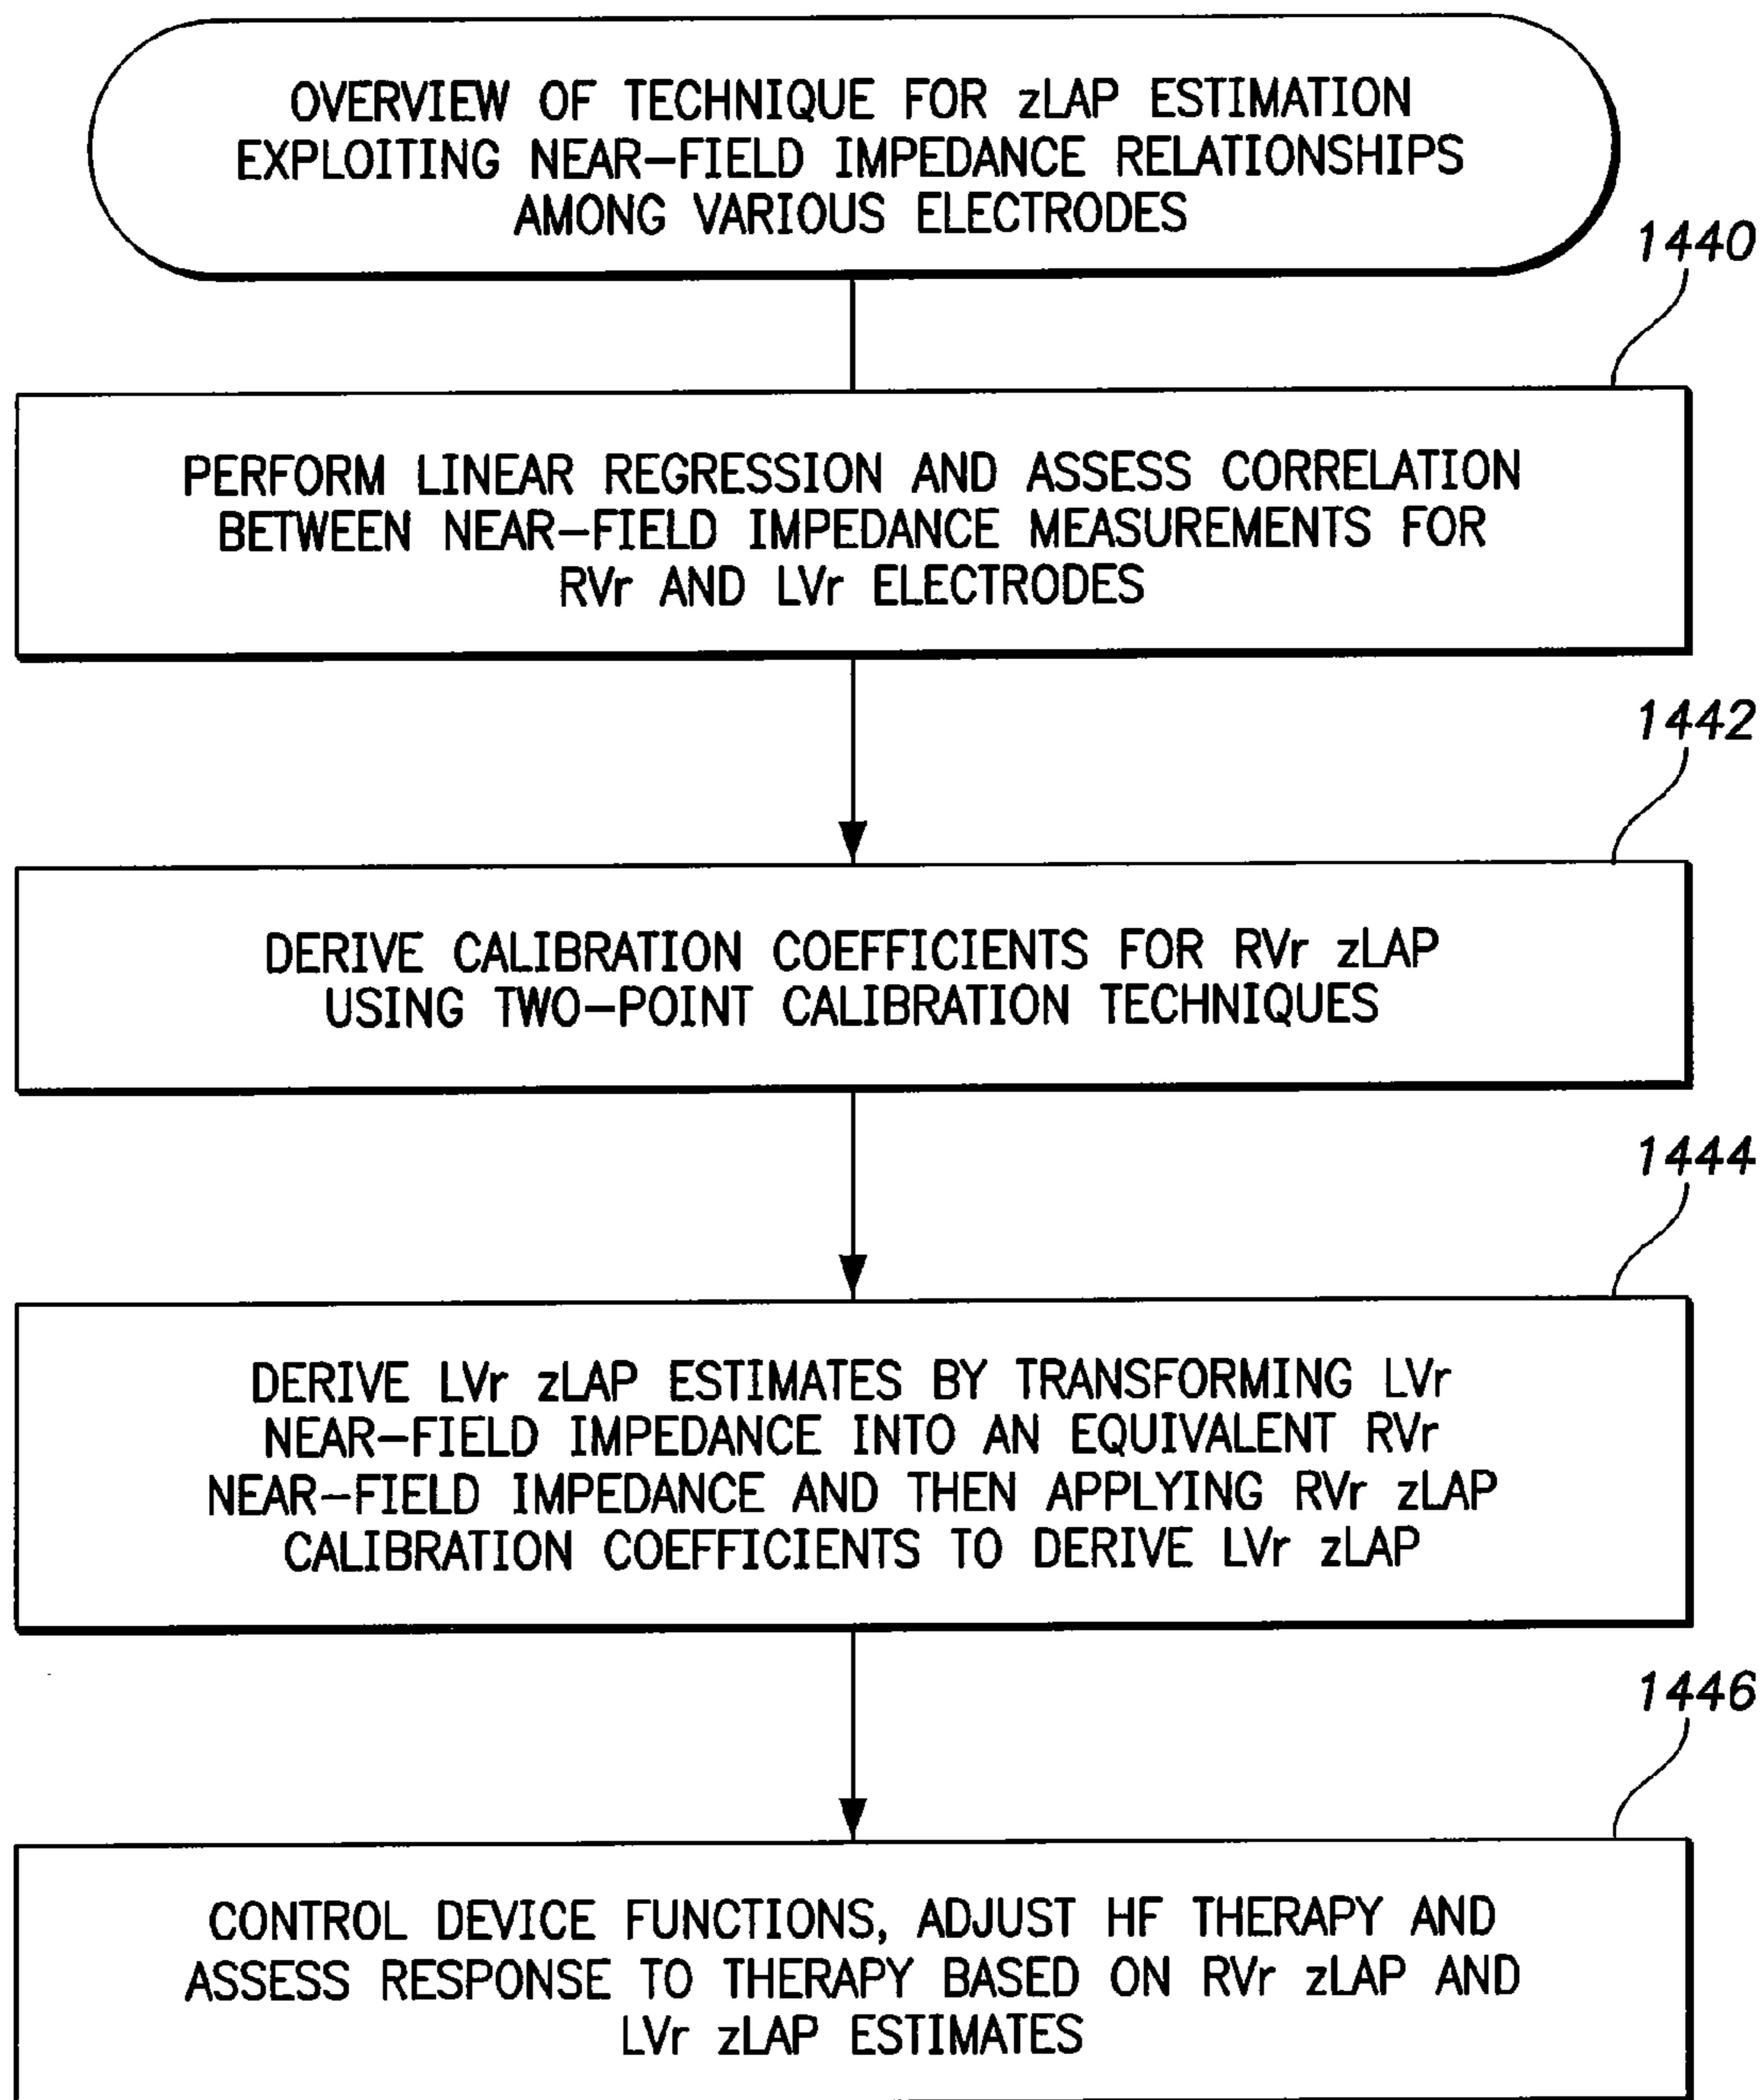 OVERVIEW OF TECHNIQUE FOR zLAP ESTIMATION
EXPLOITING NEAR-FIELD IMPEDANCE RELATIONSHIPS
AMONG VARIOUS ELECTRODES
1440
PERFORM LINEAR REGRESSION AND ASSESS CORRELATION
BETWEEN NEAR-FIELD IMPEDANCE MEASUREMENTS FOR
RVr AND LVr ELECTRODES
1442
DERIVE CALIBRATION COEFFICIENTS FOR RVr zLAP
USING TWO-POINT CALIBRATION TECHNIQUES
1444
DERIVE LVr zLAP ESTIMATES BY TRANSFORMING LVr
NEAR-FIELD IMPEDANCE INTO AN EQUIVALENT RVr
NEAR-FIELD IMPEDANCE AND THEN APPLYING RVr zLAP
CALIBRATION COEFFICIENTS TO DERIVE LVr zLAP
1446
CONTROL DEVICE FUNCTIONS, ADJUST HF THERAPY AND
ASSESS RESPONSE TO THERAPY BASED ON RVr zLAP AND
LVr zLAP ESTIMATES